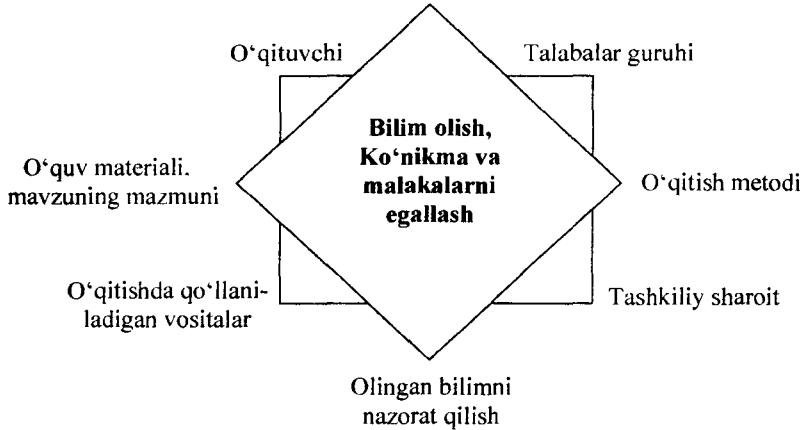 O‘qituvchi
Talabalar guruhi
Bilim olish,
Ko‘nikma va
malakalarni
egallash
O‘quv materiali.
mavzuning mazmuni
O‘qitish metodi
O‘qitishda qo‘llani-
ladigan vositalar
Tashkiliy sharoit
Olingan bilimni
nazorat qilish